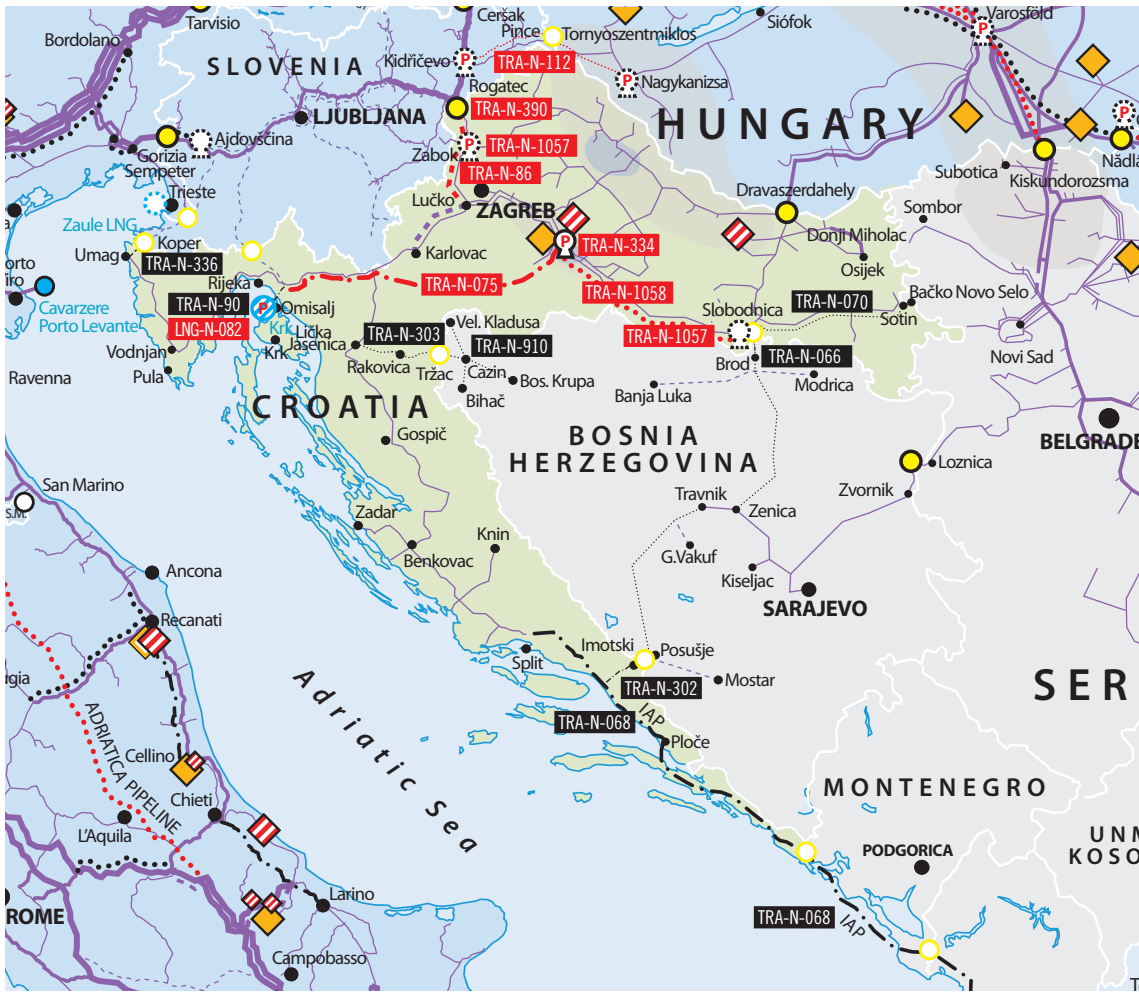 Tarvisio
Ceršak
Varosföld
Bordolano
Pince
Tornyoszentmiklos
Siófok
SLOVENIA
Kidričevo
TRA-N-112
Nagykanizsa
Rogatec
TRA-N-390
LJUBLJANA
HUNGARY
Ajdovščina
Zabok
TRA-N-1057
Gorizia
Sempeter
TRA-N-86
Nădla
Subotica
Kiskundorozsma
Trieste
Dravaszerdahely
Lučko
ZAGREB
Sombor
Zaule LNG
Koper
TRA-N-334
Donji Miholac
Umag
TRA-N-336
Karlovac
Osijek
orto
iro
Rijeka
TRA-N-075
TRA-N-1058
TRA-N-070
Bačko Novo Selo
Cavarzere
Porto Levante
TRA-N-90
Omisalj
Slobodnica
Sotin
LNG-N-082
Krk
Lička
Jasenica
TRA-N-303
Vel. Kladusa
TRA-N-910
TRA-N-1057
Novi Sad
Vodnjan
Krk
Rakovica
Tržac
Cazin
Brod
TRA-N-066
Ravenna
Pula
Bos. Krupa
Modrica
Bihač
Banja Luka
CROATIA
Gospič
BOSNIA
HERZEGOVINA
BELGRADE
Loznica
San Marino
S.M.
Zvornik
Travnik
Zenica
Zadar
Knin
Benkovac
G.Vakuf
Ancona
Kiseljac
SARAJEVO
Recanati
Imotski
Posušje
Split
Mostar
gia
TRA-N-302
SER
Adriatic Sea
TRA-N-068
IAP
ADRIATICA PIPELINE
Ploče
Cellino
MONTENEGRO
Chieti
L'Aquila
UNM
KOSO
PODGORICA
Larino
ROME
TRA-N-068
IAP
Campobasso
T
P
P
P
P
P
P
P